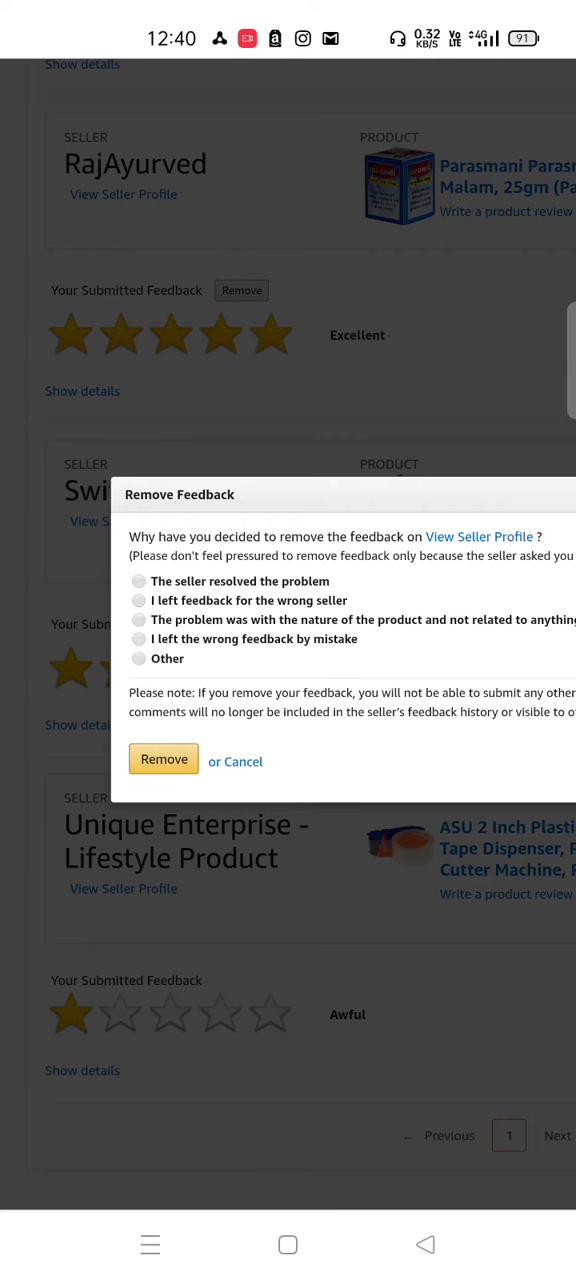 12:40
0.32
KB/S
Vo
LTE
4G
91
Show details
SELLER
PRODUCT
RajAyurved
View Seller Profile
Parasmani Parasm
Malam, 25gm (Pa
Write a product review
Your Submitted Feedback
Remove
Excellent
Show details
SELLER
PRODUCT
Swi
View S
Remove Feedback
Why have you decided to remove the feedback on View Seller Profile ?
(Please don't feel pressured to remove feedback only because the seller asked you
The seller resolved the problem
I left feedback for the wrong seller
The problem was with the nature of the product and not related to anything
I left the wrong feedback by mistake
Other
Your Subm
Please note: If you remove your feedback, you will not be able to submit any other
comments will no longer be included in the seller's feedback history or visible to o
Show detai
Remove
or Cancel
SELLER
Unique Enterprise -
Lifestyle Product
View Seller Profile
ASU 2 Inch Plasti
Tape Dispenser, P
Cutter Machine, P
Write a product review
Your Submitted Feedback
Awful
Show details
← Previous
1
Next